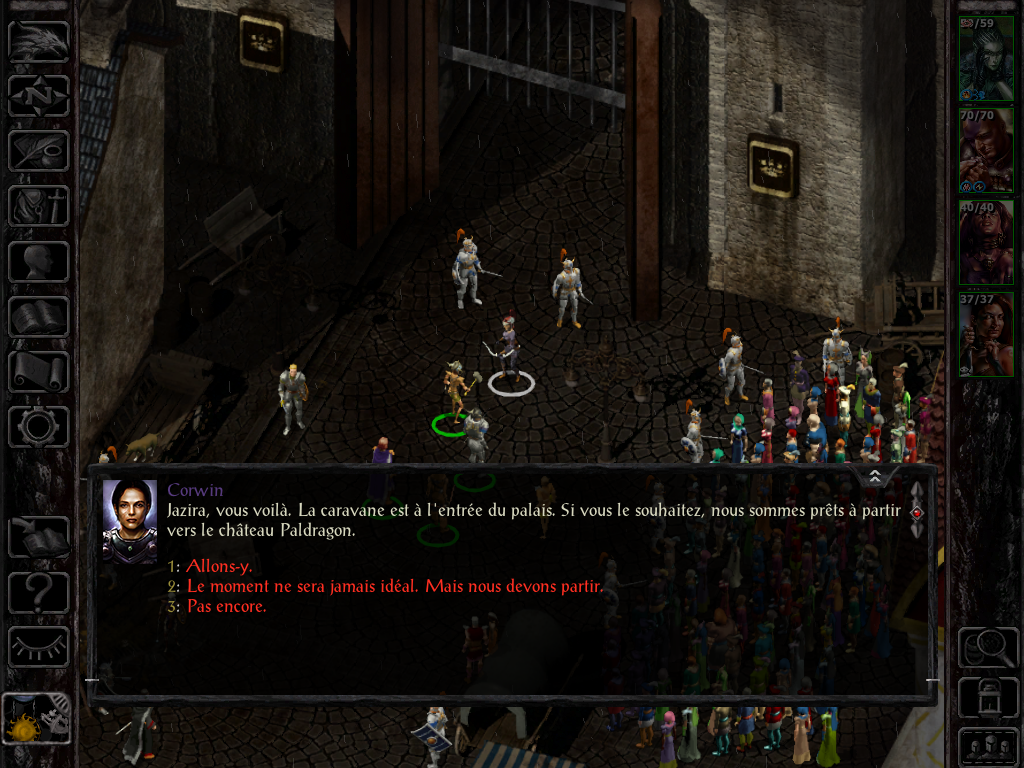 /59
70/70
40/40
37/37
Corwin
Jazira, vous voilà. La caravane est à l'entrée du palais. Si vous le souhaitez, nous sommes prêts à partir
vers le château Paldragon.
1: Allons-y.
2: Le moment ne sera jamais idéal. Mais nous devons partir.
3: Pas encore.